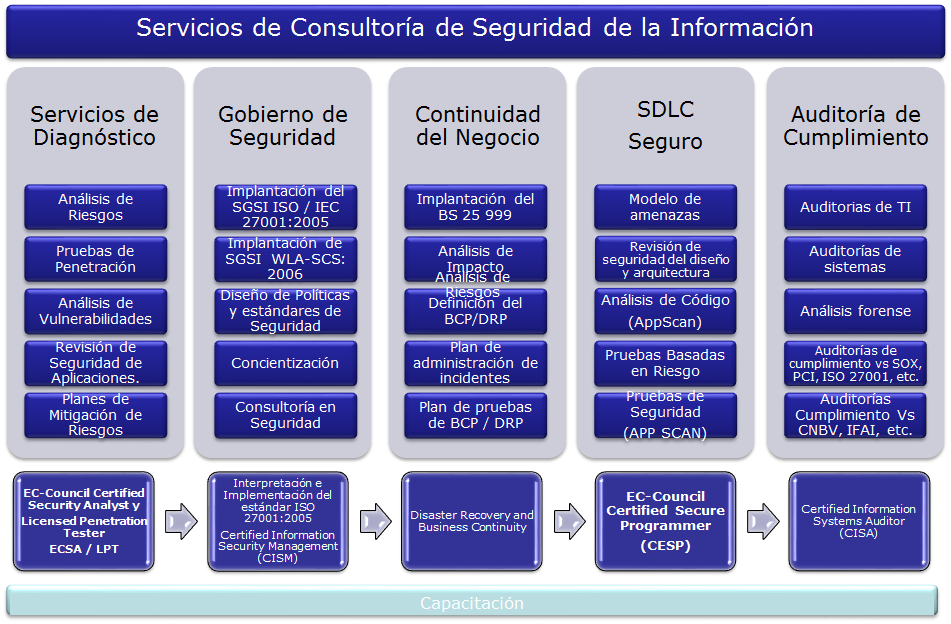 Servicios de Consultoría de Seguridad de la Información
Servicios de
Diagnóstico
Análisis de
Riesgos
Pruebas de
Penetración
Análisis de
Vulnerabilidades
Revisión de
Seguridad de
Aplicaciones.
Planes de
Mitigación de
Riesgos
Gobierno de
Seguridad
Implantación del
SGSI ISO / IEC
27001:2005
Implantación de
SGSI WLA-SCS:
2006
Diseño de Políticas
y estándares de
Seguridad
Concientización
Consultoría en
Seguridad
Continuidad
del Negocio
Implantación del
BS 25 999
Análisis de
Impacto
Análisis de
Riesgos
Definición del
BCP/DRP
Plan de
administración de
incidentes
Plan de pruebas
de BCP / DRP
SDLC
Seguro
Modelo de
amenazas
Revisión de
seguridad del diseño
y arquitectura
Análisis de Código
(AppScan)
Pruebas Basadas
en Riesgo
Pruebas de
Seguridad
(APP SCAN)
Auditoría de
Cumplimiento
Auditorias de TI
Auditorías de
sistemas
Análisis forense
Auditorías de
cumplimiento vs SOX,
PCI, ISO 27001, etc.
Auditorías
Cumplimiento Vs
CNBV, IFAI, etc.
EC-Council Certified
Security Analyst y
Licensed Penetration
Tester
ECSA / LPT
Interpretación e
Implementación del
estándar ISO
27001:2005
Certified Information
Security Management
(CISM)
Disaster Recovery and
Business Continuity
EC-Council
Certified Secure
Programmer
(CESP)
Certified Information
Systems Auditor
(CISA)
Capacitación